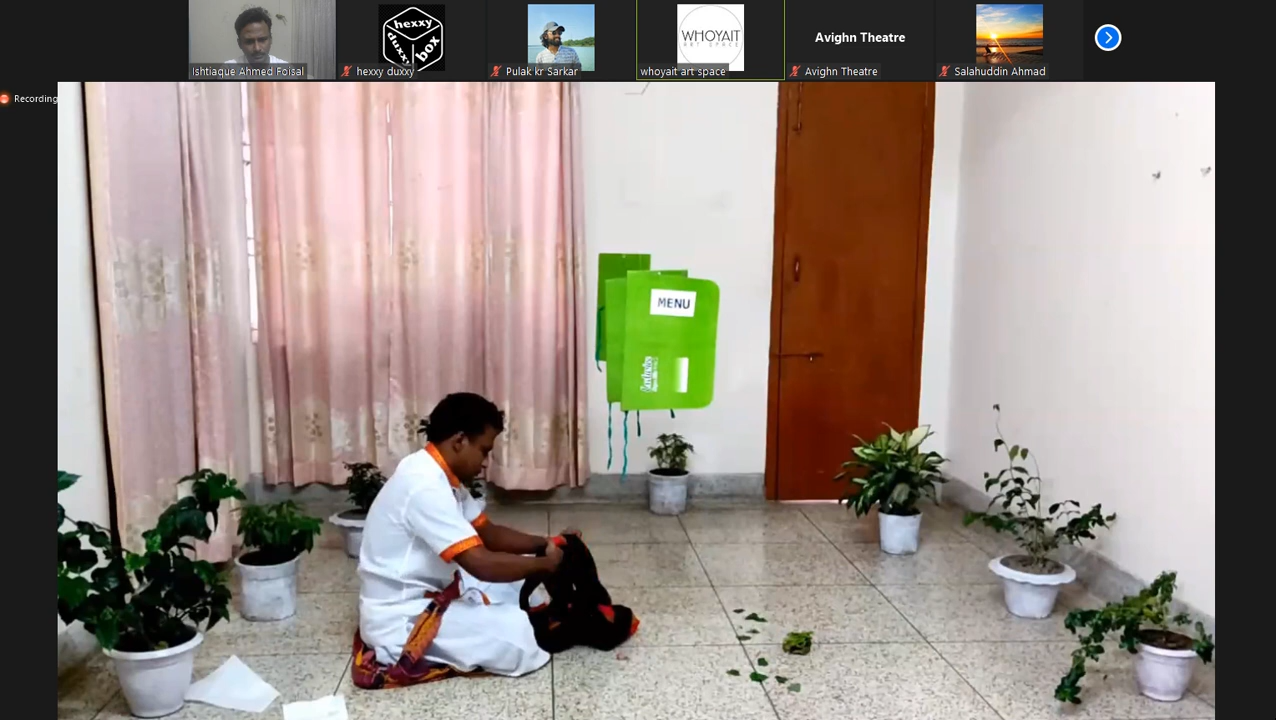 hexxy
duxxy
box
WHOYAIT
ART SPACE
Avighn Theatre
Ishtiaque Ahmed Foisal
hexxy duxxy
Pulak kr Sarkar
whoyait art space
Avighn Theatre
Salahuddin Ahmad
Recording
MENU